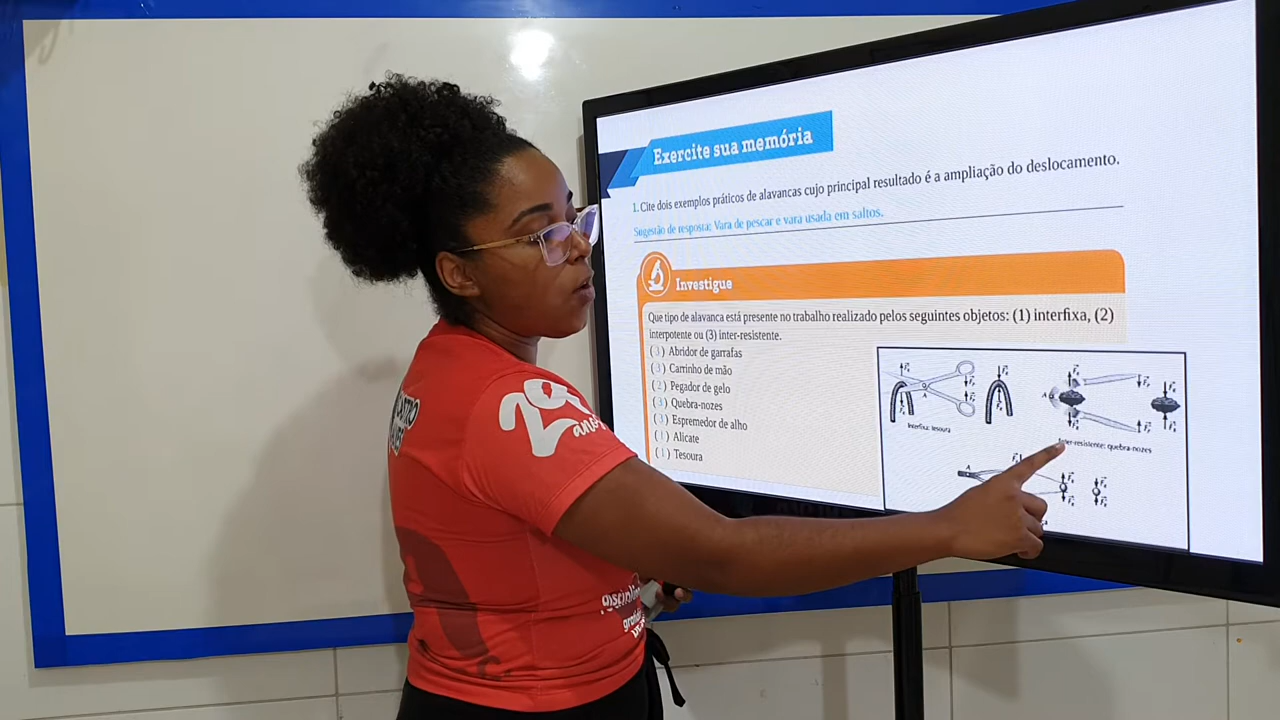 Exercite sua memória
1. Cite dois exemplos práticos de alavancas cujo principal resultado é a ampliação do deslocamento.
Sugestão de resposta: Vara de pescar e vara usada em saltos.
Investigue
Que tipo de alavanca está presente no trabalho realizado pelos seguintes objetos: (1) interfixa, (2)
interpotente ou (3) inter-resistente.
(3) Abridor de garrafas
(3) Carrinho de mão
(2) Pegador de gelo
(3) Quebra-nozes
(3) Espremedor de alho
(1) Alicate
(1) Tesoura
Interfixa: tesoura
Inter-resistente: quebra-nozes
A
A
A
20
anos